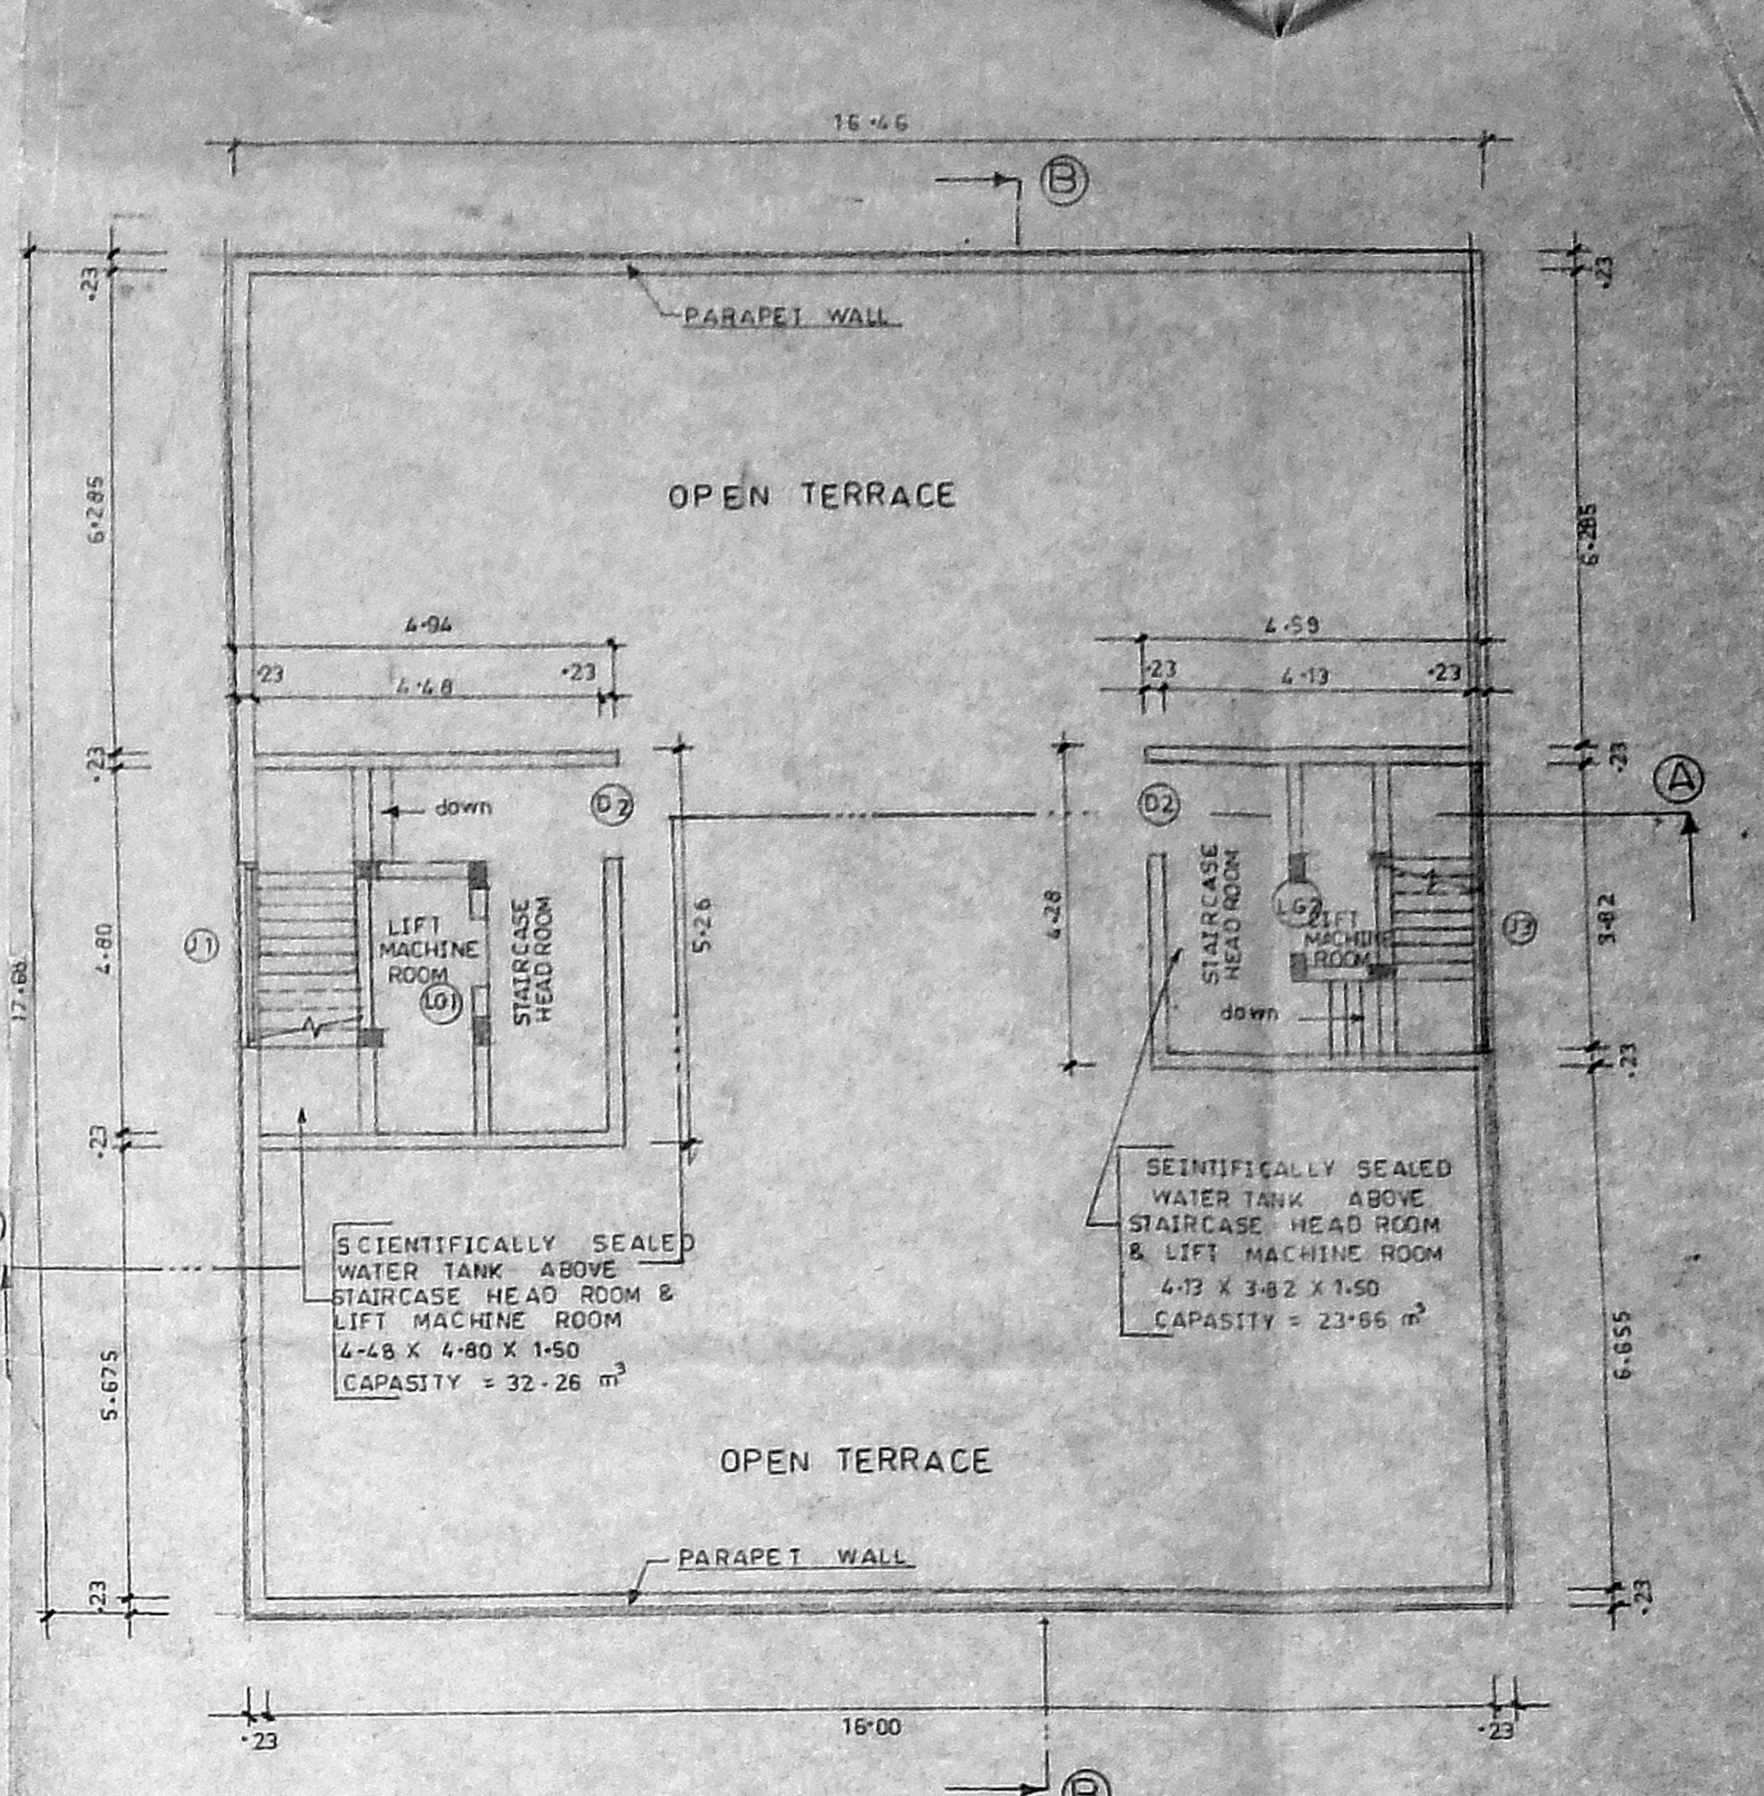 16·46
B
·23
·23
PARAPET WALL
6·285
OPEN TERRACE
6·285
4·94
4·59
·23
4·48
·23
·23
4·13
·23
·23
·23
A
down
D2
D2
J1
LIFT
MACHINE
ROOM
LG1
STAIRCASE
HEADROOM
5·26
4·28
STAIRCASE
HEADROOM
LG2
LIFT
MACHINE
ROOM
down
J3
3·82
4·80
17·68
·23
·23
SCIENTIFICALLY SEALED
WATER TANK ABOVE
STAIRCASE HEAD ROOM &
LIFT MACHINE ROOM
4·48 X 4·80 X 1·50
CAPASITY = 32·26 m³
SEINTIFICALLY SEALED
WATER TANK ABOVE
STAIRCASE HEAD ROOM
& LIFT MACHINE ROOM
4·13 X 3·82 X 1·50
CAPASITY = 23·66 m³
5·675
6·655
OPEN TERRACE
PARAPET WALL
·23
·23
·23
16·00
·23
B